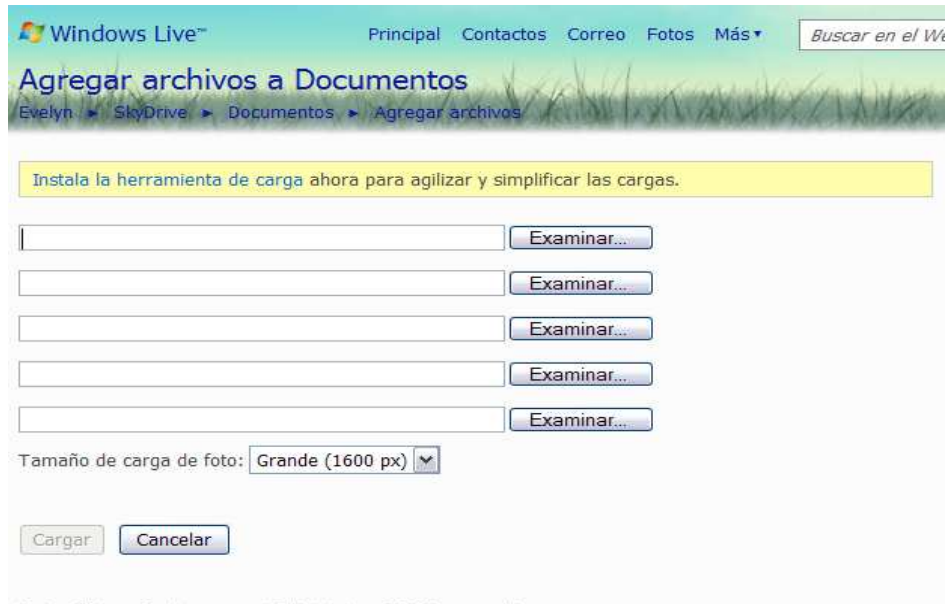 Windows Live™ Principal Contactos Correo Fotos Más ▾ Buscar en el We
Agregar archivos a Documentos
Evelyn ► SkyDrive ► Documentos ► Agregar archivos
Instala la herramienta de carga ahora para agilizar y simplificar las cargas.
Examinar...
Examinar...
Examinar...
Examinar...
Examinar...
Tamaño de carga de foto: Grande (1600 px)
Cargar Cancelar